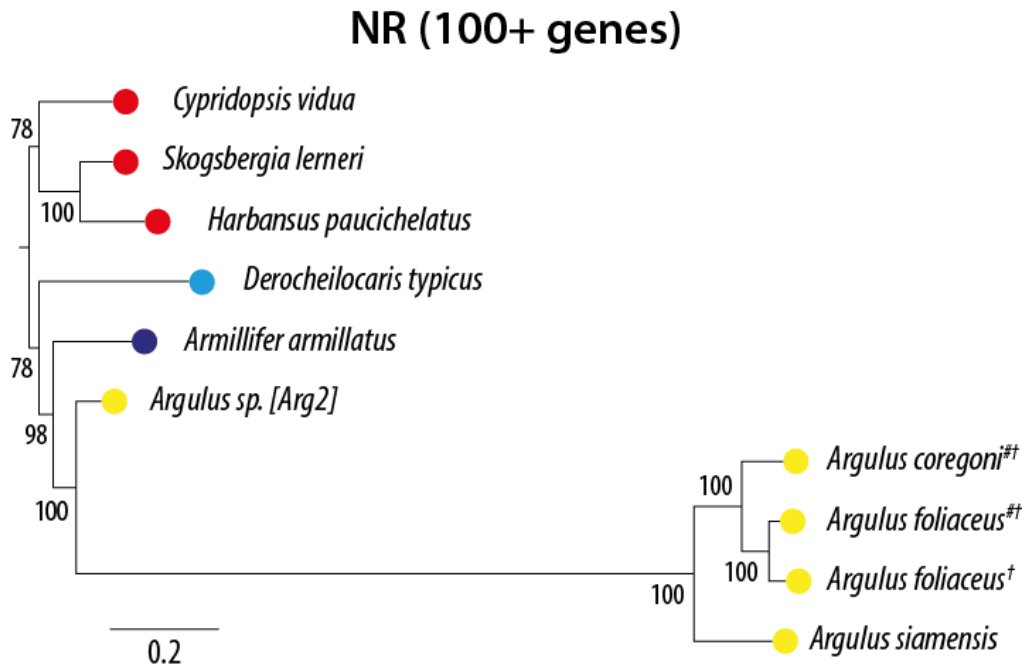 NR (100+ genes)
Cypridopsis vidua
78
Skogsbergia lerneri
100
Harbansus paucichelatus
Derocheilocaris typicus
Armillifer armillatus
78
Argulus sp. [Arg2]
98
Argulus coregoni#†
100
100
Argulus foliaceus#†
100
Argulus foliaceus†
100
Argulus siamensis
0.2